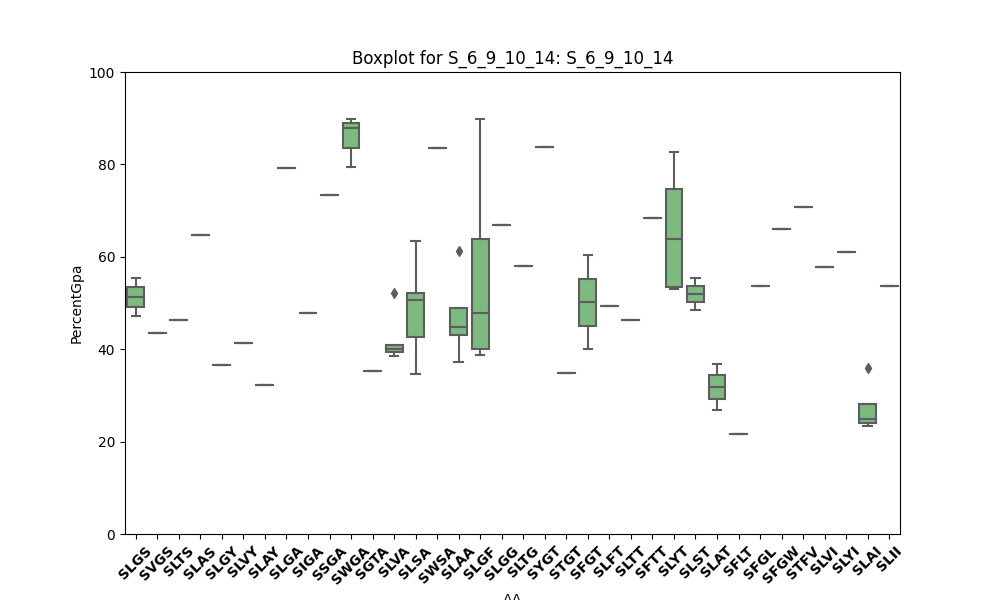 Boxplot for S_6_9_10_14: S_6_9_10_14
PercentGpa
100
80
60
40
20
0
SLGS
SVGS
SLTS
SLAS
SLGY
SLVY
SLAY
SLGA
SIGA
SSGA
SWGA
SGTA
SLVA
SLSA
SWSA
SLAA
SLGF
SLGG
SLTG
SYGT
STGT
SFGT
SLFT
SLTT
SFTT
SLYT
SLST
SLAT
SFLT
SFGL
SFGW
STFV
SLVI
SLYI
SLAI
SLII